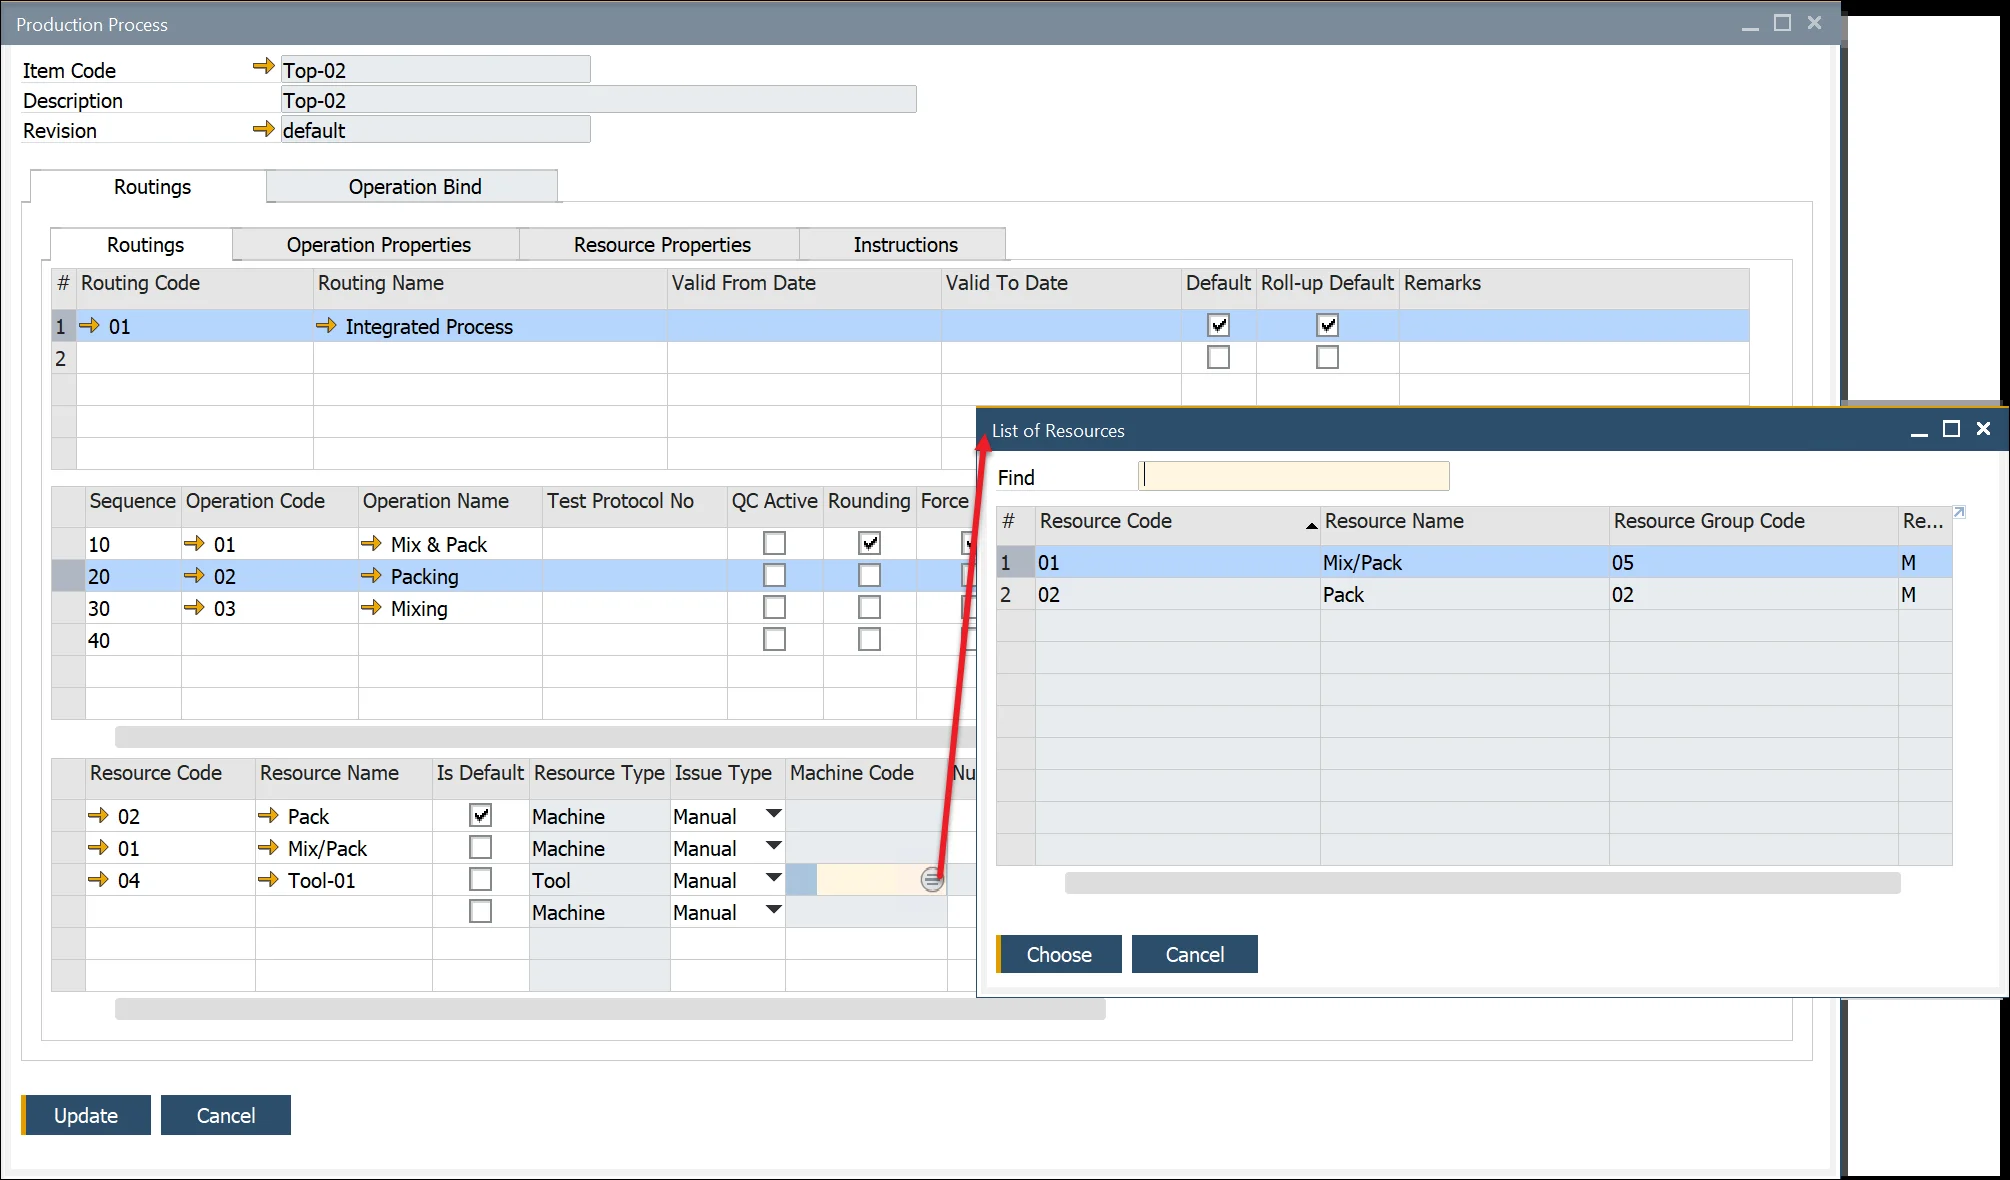 Production Process
Item Code Top-02
Description Top-02
Revision default
Routings Operation Bind
Routings Operation Properties Resource Properties Instructions
# Routing Code Routing Name Valid From Date Valid To Date Default Roll-up Default Remarks
1 01 Integrated Process
2
Sequence Operation Code Operation Name Test Protocol No QC Active Rounding Force
10 01 Mix & Pack
20 02 Packing
30 03 Mixing
40
Resource Code Resource Name Is Default Resource Type Issue Type Machine Code Nu
02 Pack Machine Manual
01 Mix/Pack Machine Manual
04 Tool-01 Tool Manual
Machine Manual
Update Cancel
List of Resources
Find
# Resource Code Resource Name Resource Group Code Re...
1 01 Mix/Pack 05 M
2 02 Pack 02 M
Choose Cancel